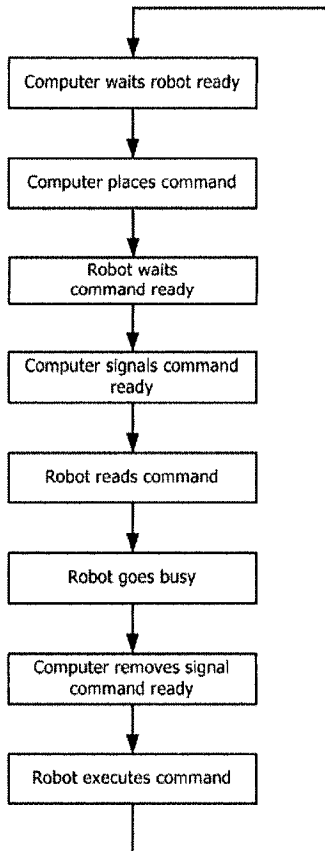 Computer waits robot ready
Computer places command
Robot waits
command ready
Computer signals command
ready
Robot reads command
Robot goes busy
Computer removes signal
command ready
Robot executes command